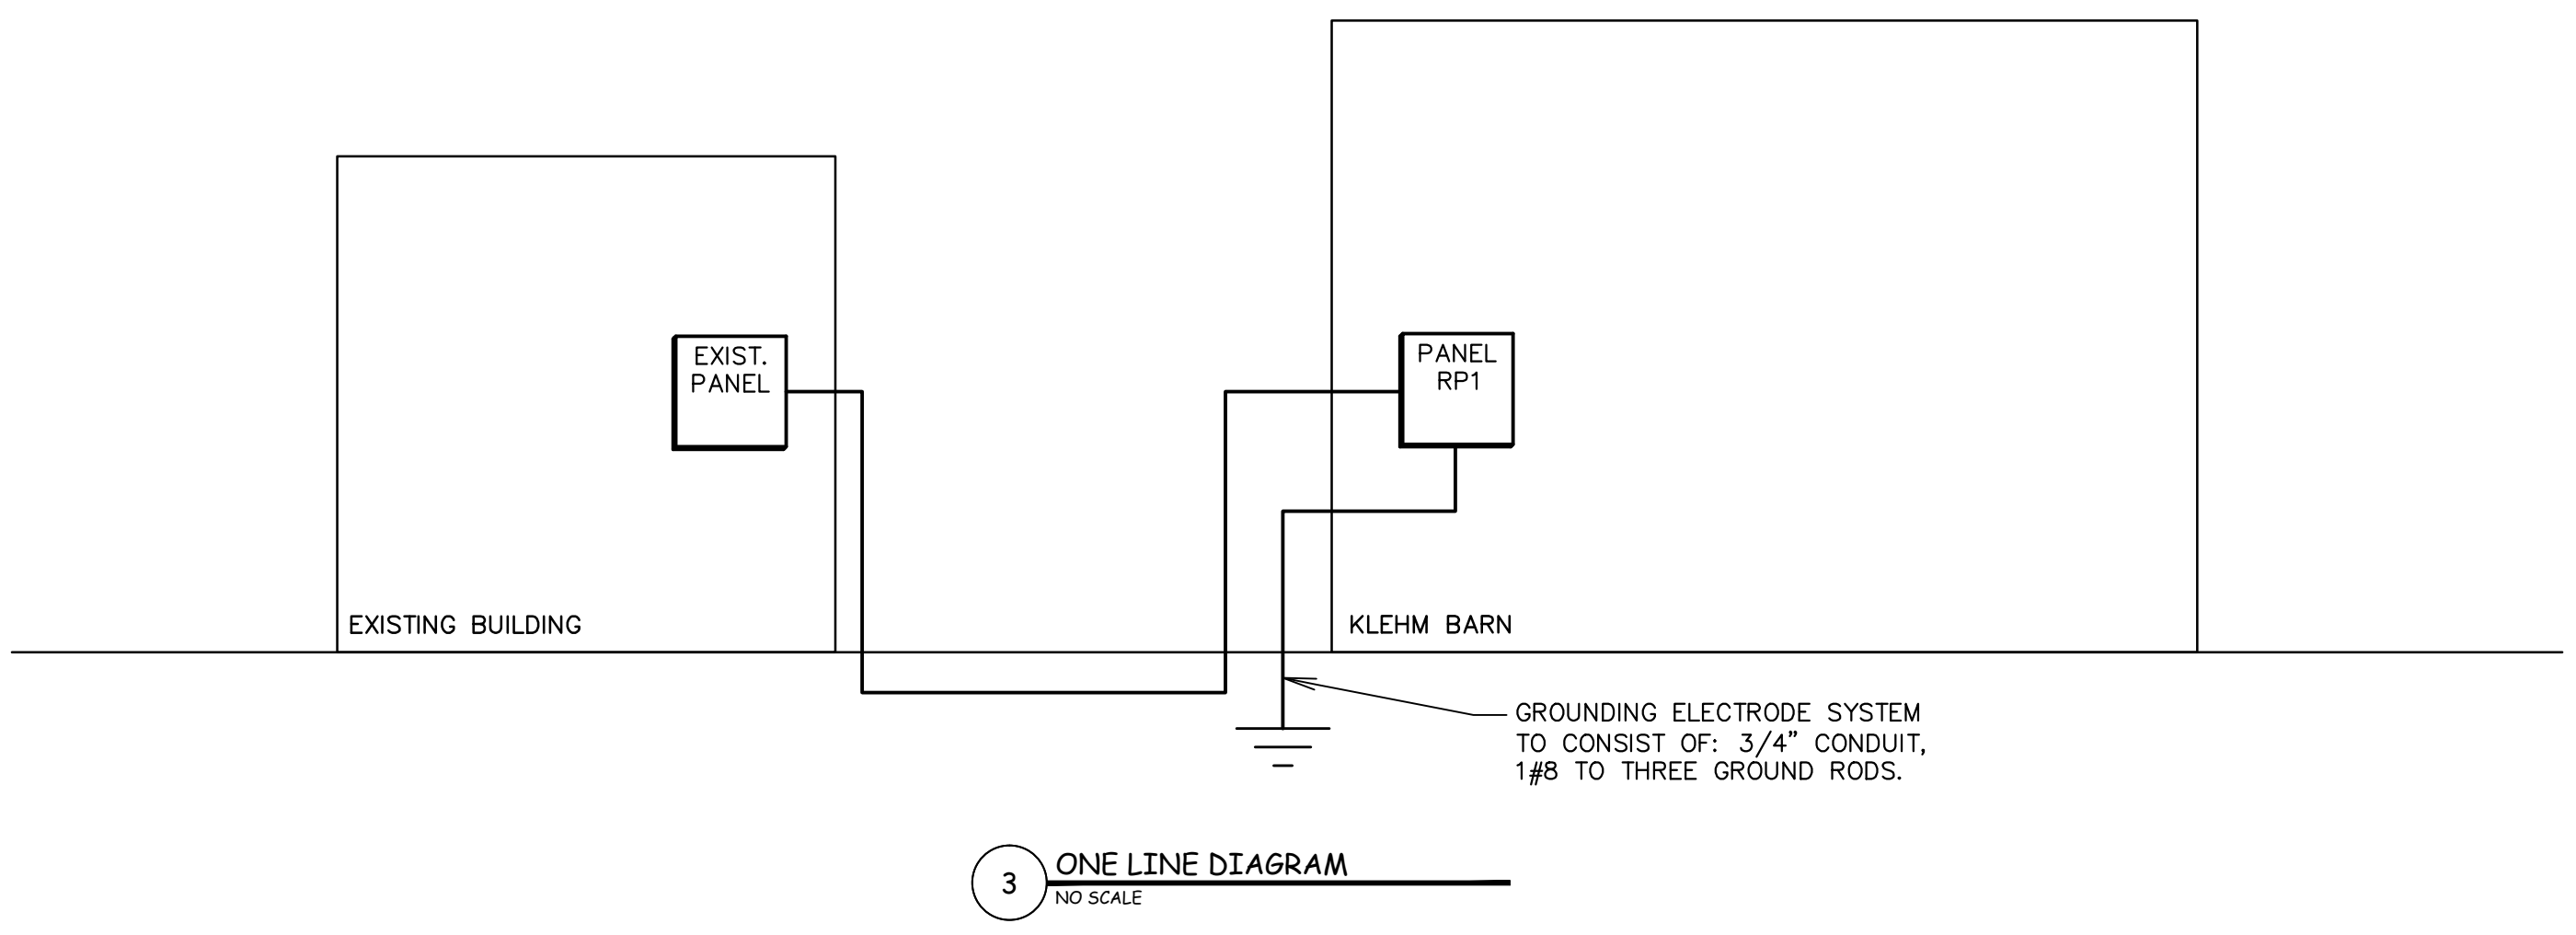 EXIST.
PANEL
PANEL
RP1
EXISTING BUILDING
KLEHM BARN
GROUNDING ELECTRODE SYSTEM
TO CONSIST OF: 3/4" CONDUIT,
1#8 TO THREE GROUND RODS.
3
ONE LINE DIAGRAM
NO SCALE